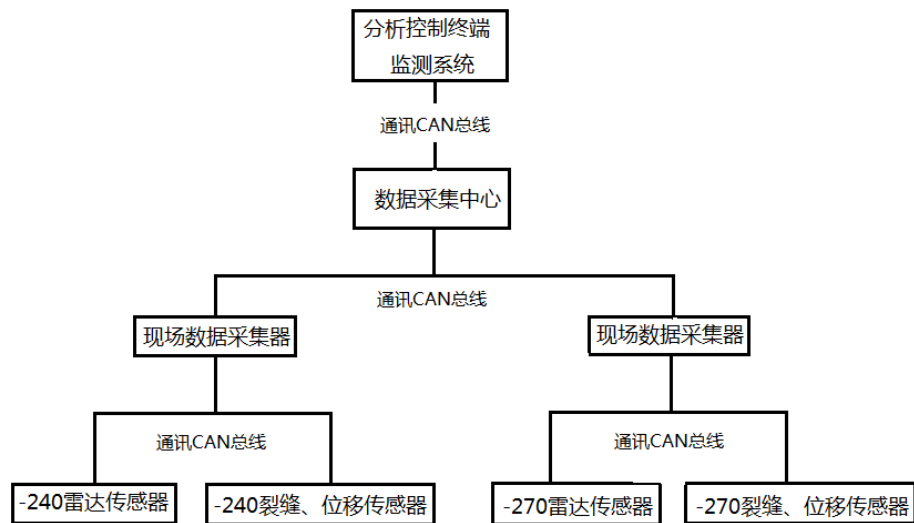 分析控制终端
监测系统
通讯CAN总线
数据采集中心
通讯CAN总线
现场数据采集器
现场数据采集器
通讯CAN总线
通讯CAN总线
-240雷达传感器
-240裂缝、位移传感器
-270雷达传感器
-270裂缝、位移传感器